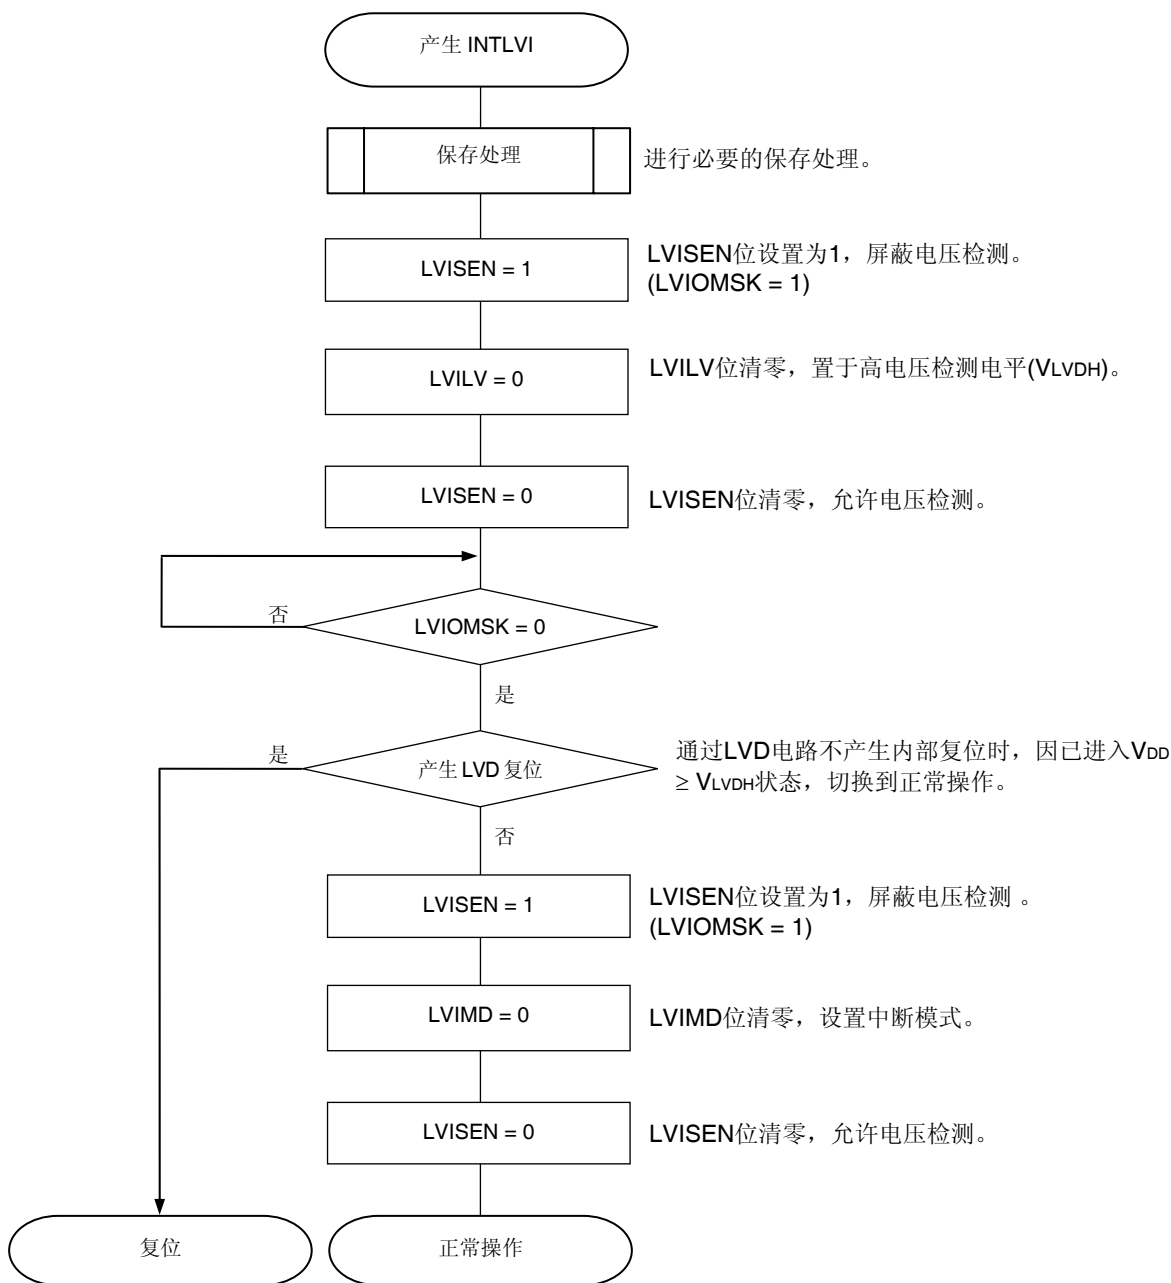 产生 INTLVI
保存处理
进行必要的保存处理。
LVISEN = 1
LVISEN位设置为1，屏蔽电压检测。
(LVIOMSK = 1)
LVILV = 0
LVILV位清零，置于高电压检测电平(VLVDH)。
LVISEN = 0
LVISEN位清零，允许电压检测。
否
LVIOMSK = 0
是
是
产生 LVD 复位
通过LVD电路不产生内部复位时，因已进入VDD
≥ VLVDH状态，切换到正常操作。
否
LVISEN = 1
LVISEN位设置为1，屏蔽电压检测 。
(LVIOMSK = 1)
LVIMD = 0
LVIMD位清零，设置中断模式。
LVISEN = 0
LVISEN位清零，允许电压检测。
复位
正常操作